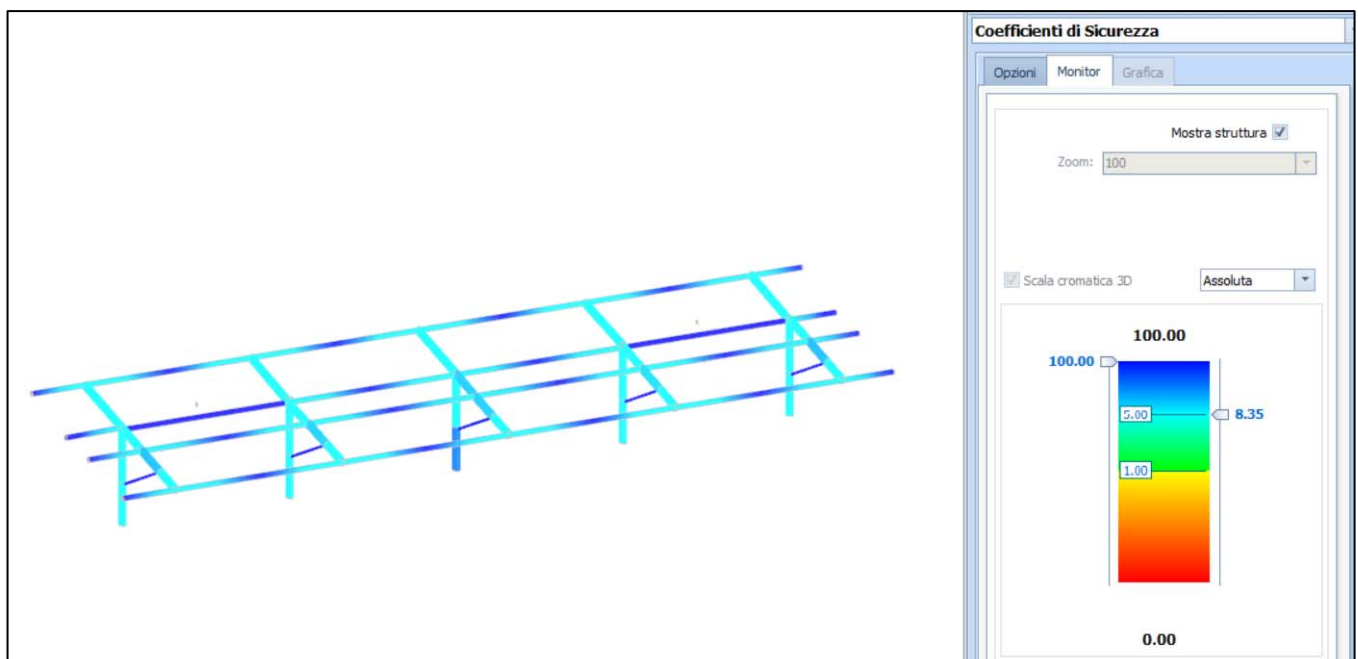 Coefficienti di Sicurezza
Opzioni Monitor Grafica
Mostra struttura
Zoom: 100
Scala cromatica 3D Assoluta
100.00
100.00
5.00 8.35
1.00
0.00